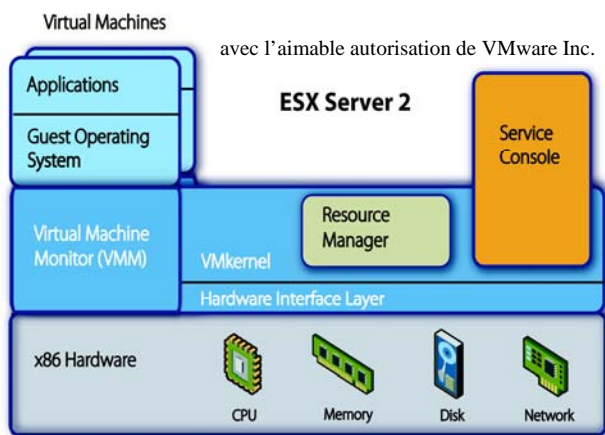 Virtual Machines
avec l’aimable autorisation de VMware Inc.
Applications
Guest Operating
System
ESX Server 2
Service
Console
Virtual Machine
Monitor (VMM)
VMkernel
Resource
Manager
Hardware Interface Layer
x86 Hardware
CPU
Memory
Disk
Network